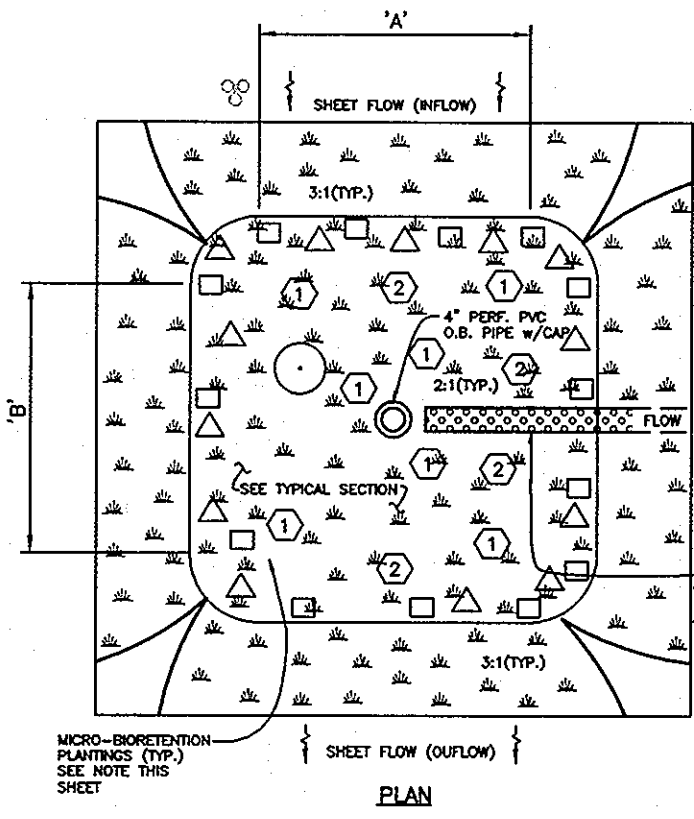 'A'
SHEET FLOW (INFLOW)
3:1(TYP.)
1
2
1
4" PERF. PVC
O.B. PIPE w/CAP
1
2
1
2:1(TYP.)
'B'
FLOW
1
2
SEE TYPICAL SECTION
1
1
2
3:1(TYP.)
MICRO-BIORETENTION
PLANTINGS (TYP.)
SEE NOTE THIS
SHEET
SHEET FLOW (OUFLOW)
PLAN